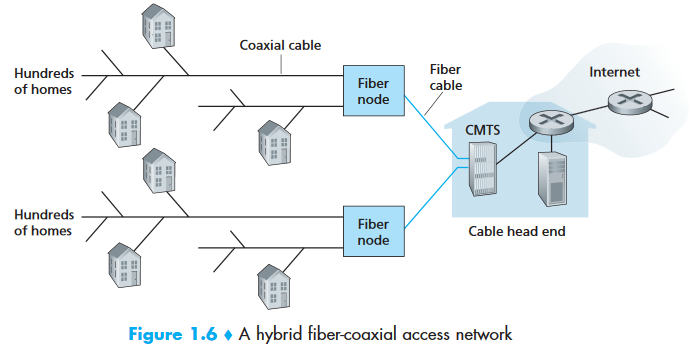 Coaxial cable
Hundreds
of homes
Fiber
node
Fiber
cable
Internet
CMTS
Hundreds
of homes
Fiber
node
Cable head end
Figure 1.6 ♦ A hybrid fiber-coaxial access network